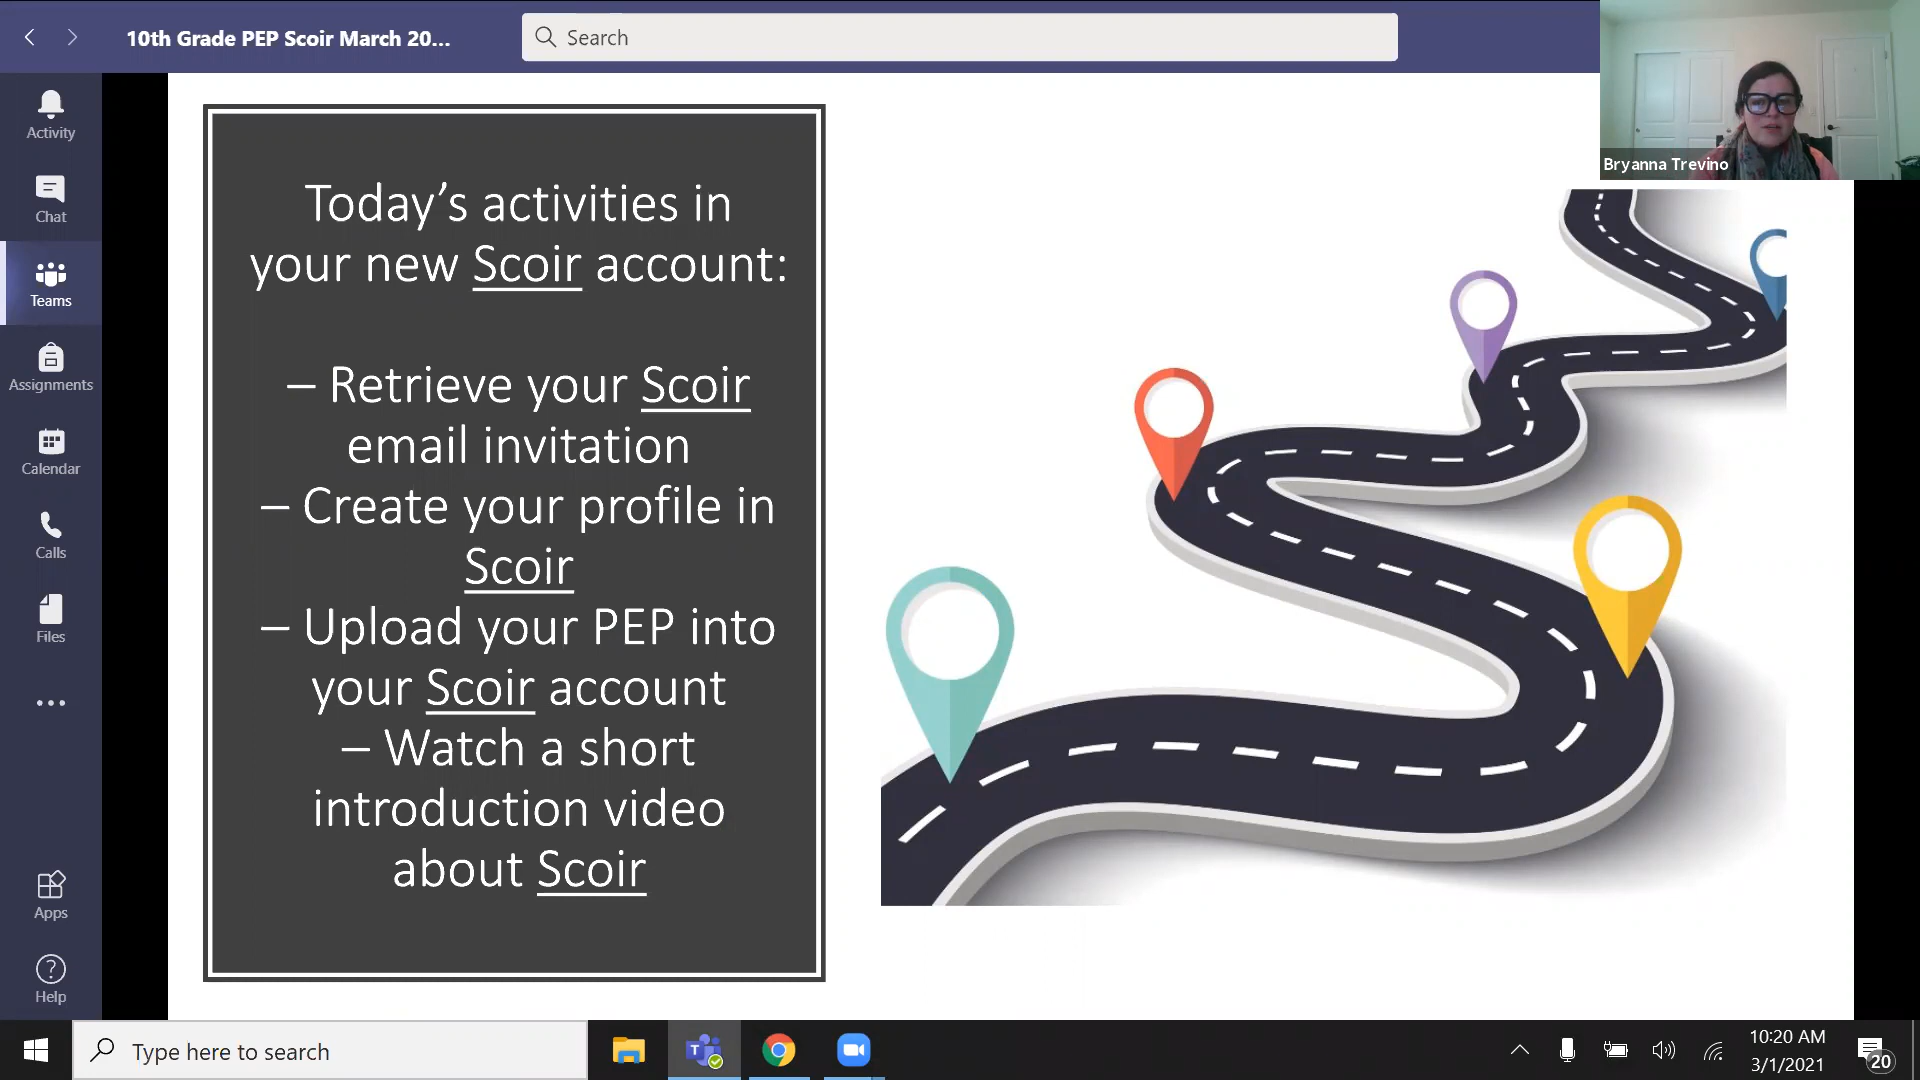 10th Grade PEP Scoir March 20...
Search
Bryanna Trevino
Activity
Chat
Teams
Assignments
Calendar
Calls
Files
Apps
Help
Today’s activities in
your new Scoir account:
– Retrieve your Scoir
email invitation
– Create your profile in
Scoir
– Upload your PEP into
your Scoir account
– Watch a short
introduction video
about Scoir
Type here to search
10:20 AM
3/1/2021
20